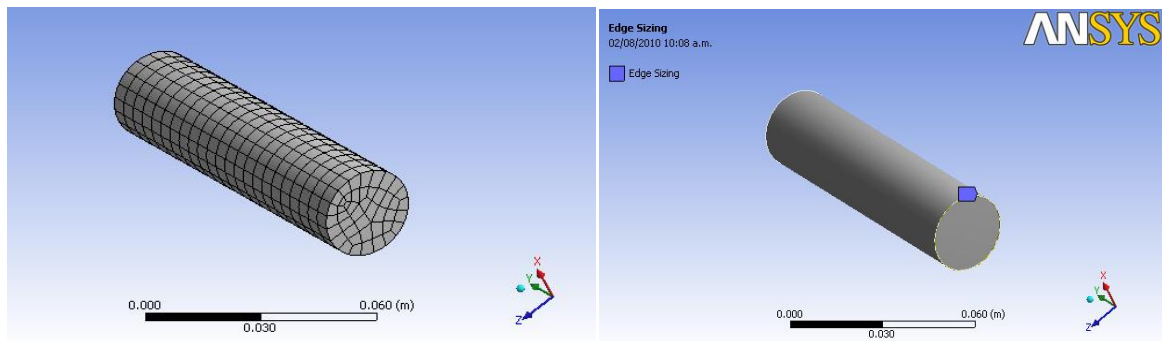 X
Y
Z
0.000
0.060 (m)
0.030
Edge Sizing
02/08/2010 10:08 a.m.
Edge Sizing
ANSYS
X
Y
Z
0.000
0.060 (m)
0.030